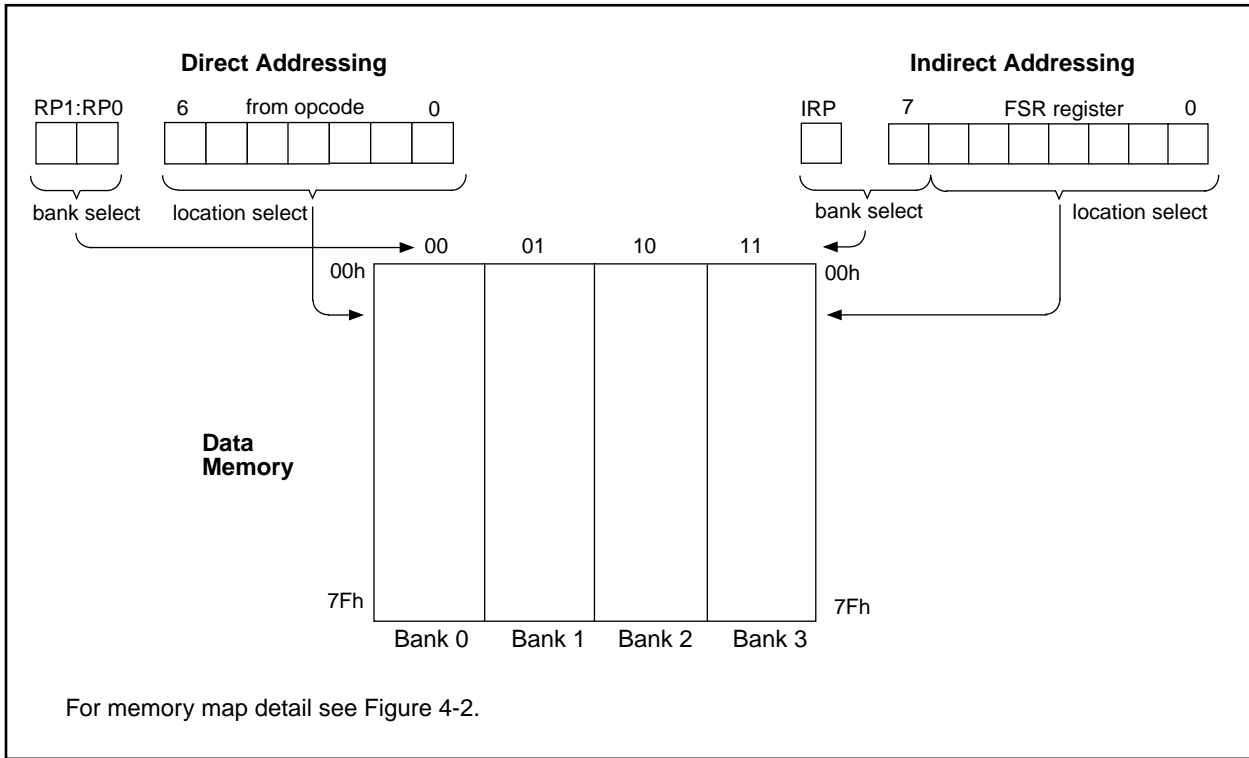 Direct Addressing
Indirect Addressing
RP1:RP0 6 from opcode 0
IRP 7 FSR register 0
bank select location select
bank select location select
00 01 10 11
00h 00h
Data
Memory
7Fh 7Fh
Bank 0 Bank 1 Bank 2 Bank 3
For memory map detail see Figure 4-2.